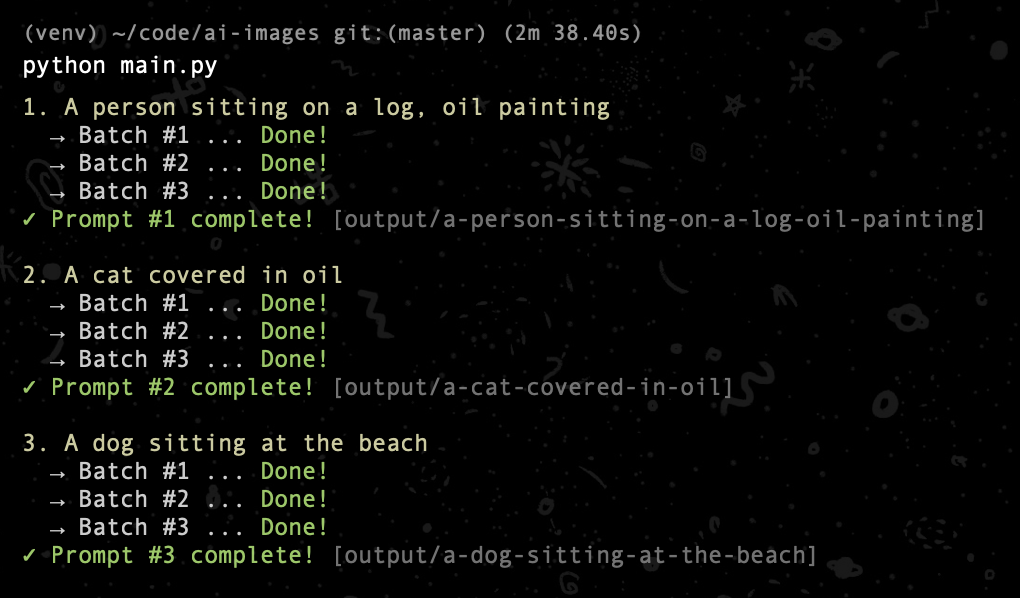 (venv) ~/code/ai-images git:(master) (2m 38.40s)
python main.py
1. A person sitting on a log, oil painting
→ Batch #1 ... Done!
→ Batch #2 ... Done!
→ Batch #3 ... Done!
✓ Prompt #1 complete! [output/a-person-sitting-on-a-log-oil-painting]
2. A cat covered in oil
→ Batch #1 ... Done!
→ Batch #2 ... Done!
→ Batch #3 ... Done!
✓ Prompt #2 complete! [output/a-cat-covered-in-oil]
3. A dog sitting at the beach
→ Batch #1 ... Done!
→ Batch #2 ... Done!
→ Batch #3 ... Done!
✓ Prompt #3 complete! [output/a-dog-sitting-at-the-beach]